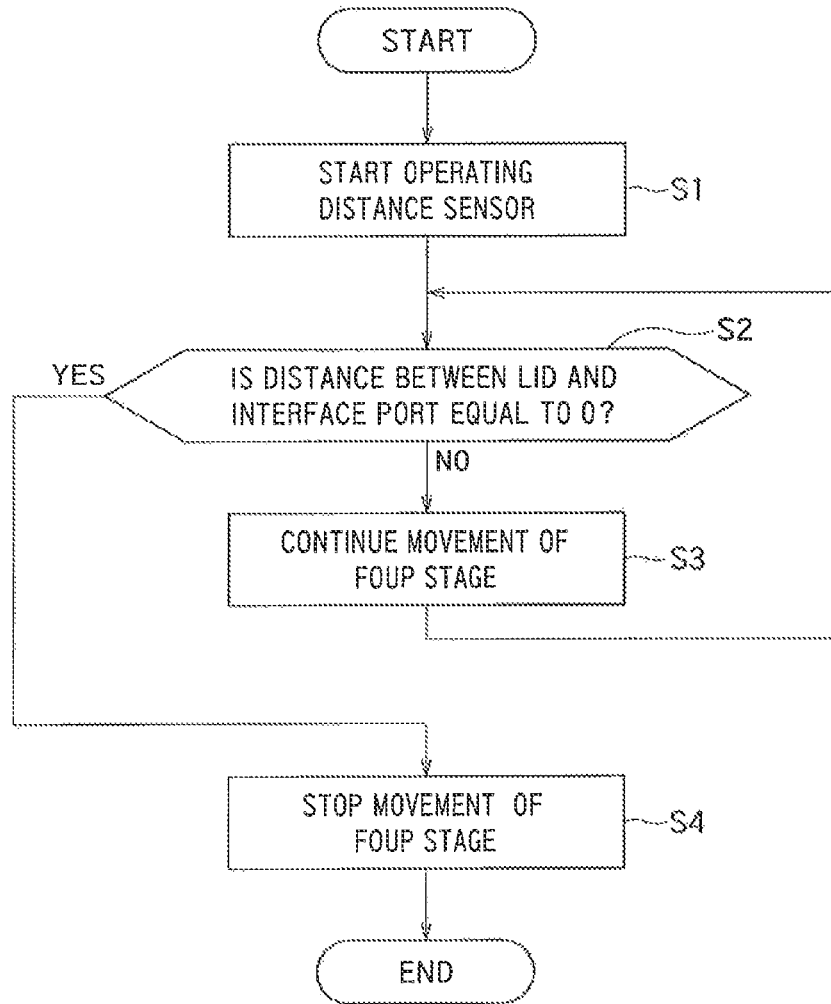 START
START OPERATING
DISTANCE SENSOR
S1
S2
YES
IS DISTANCE BETWEEN LID AND
INTERFACE PORT EQUAL TO 0?
NO
CONTINUE MOVEMENT OF
FOUP STAGE
S3
STOP MOVEMENT OF
FOUP STAGE
S4
END